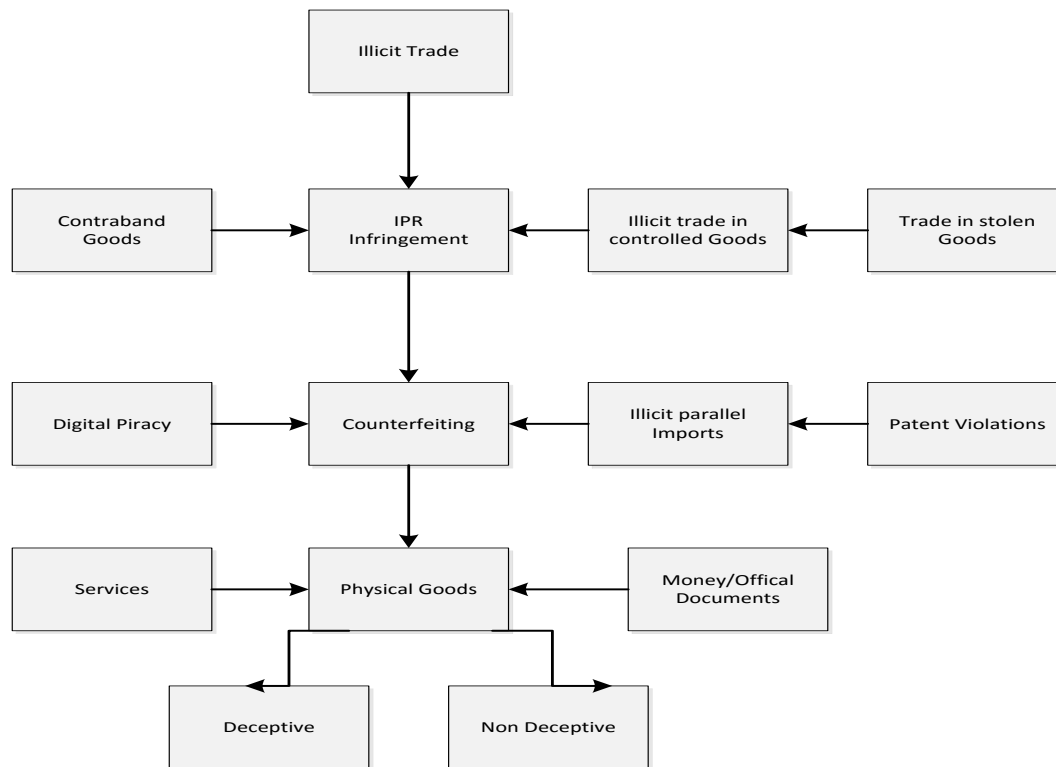 Illicit Trade
Contraband
Goods
IPR
Infringement
Illicit trade in
controlled Goods
Trade in stolen
Goods
Digital Piracy
Counterfeiting
Illicit parallel
Imports
Patent Violations
Services
Physical Goods
Money/Offical
Documents
Deceptive
Non Deceptive